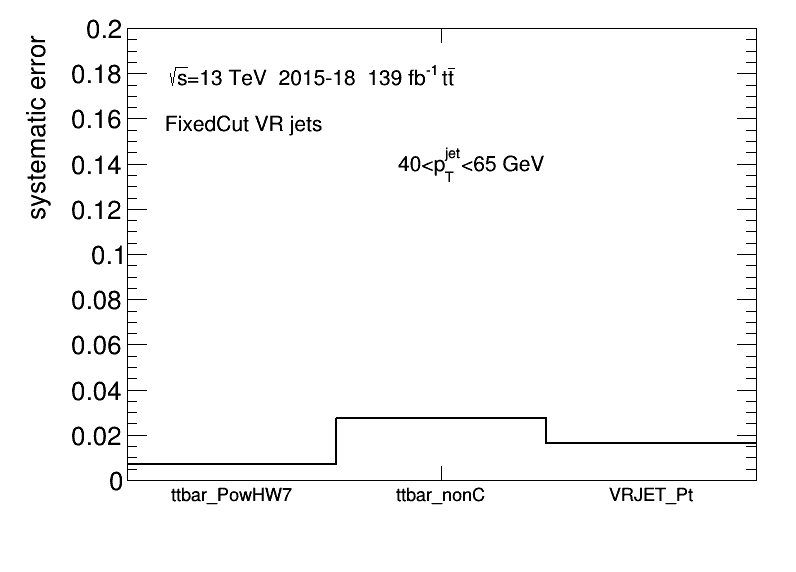 systematic error
0.2
0.18
0.16
0.14
0.12
0.1
0.08
0.06
0.04
0.02
0
√s=13 TeV 2015-18 139 fb⁻¹ tt̄
FixedCut VR jets
40<p_T^jet<65 GeV
ttbar_PowHW7 ttbar_nonC VRJET_Pt